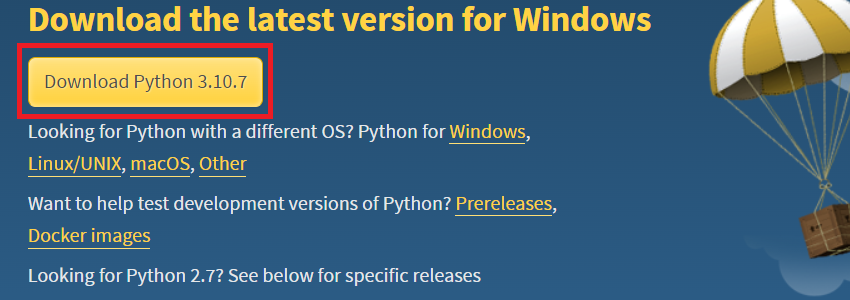 Download the latest version for Windows
Download Python 3.10.7
Looking for Python with a different OS? Python for Windows,
Linux/UNIX, macOS, Other
Want to help test development versions of Python? Prereleases,
Docker images
Looking for Python 2.7? See below for specific releases